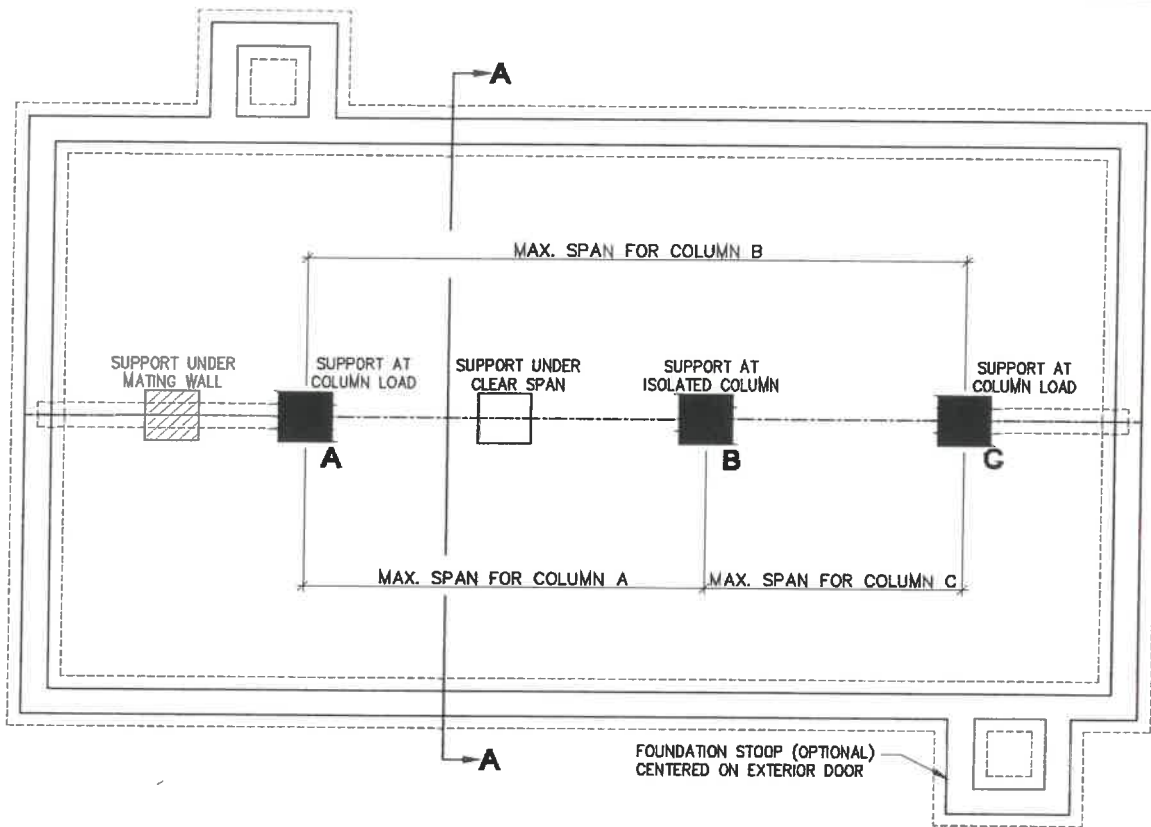 A
MAX. SPAN FOR COLUMN B
SUPPORT UNDER
MATING WALL
SUPPORT AT
COLUMN LOAD
SUPPORT UNDER
CLEAR SPAN
SUPPORT AT
ISOLATED COLUMN
SUPPORT AT
COLUMN LOAD
A
B
C
MAX. SPAN FOR COLUMN A
MAX. SPAN FOR COLUMN C
A
FOUNDATION STOOP (OPTIONAL)
CENTERED ON EXTERIOR DOOR